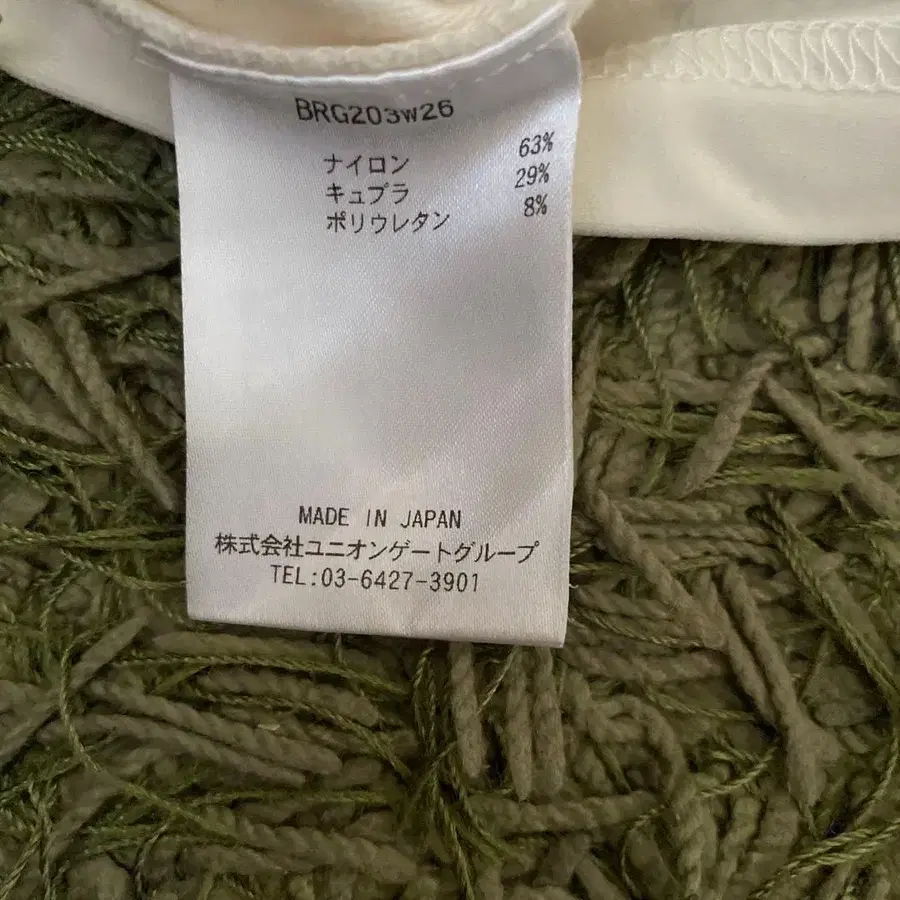 BRG203W26
ナイロン 63%
キュプラ 29%
ポリウレタン 8%
MADE IN JAPAN
株式会社ユニオンゲートグループ
TEL:03-6427-3901